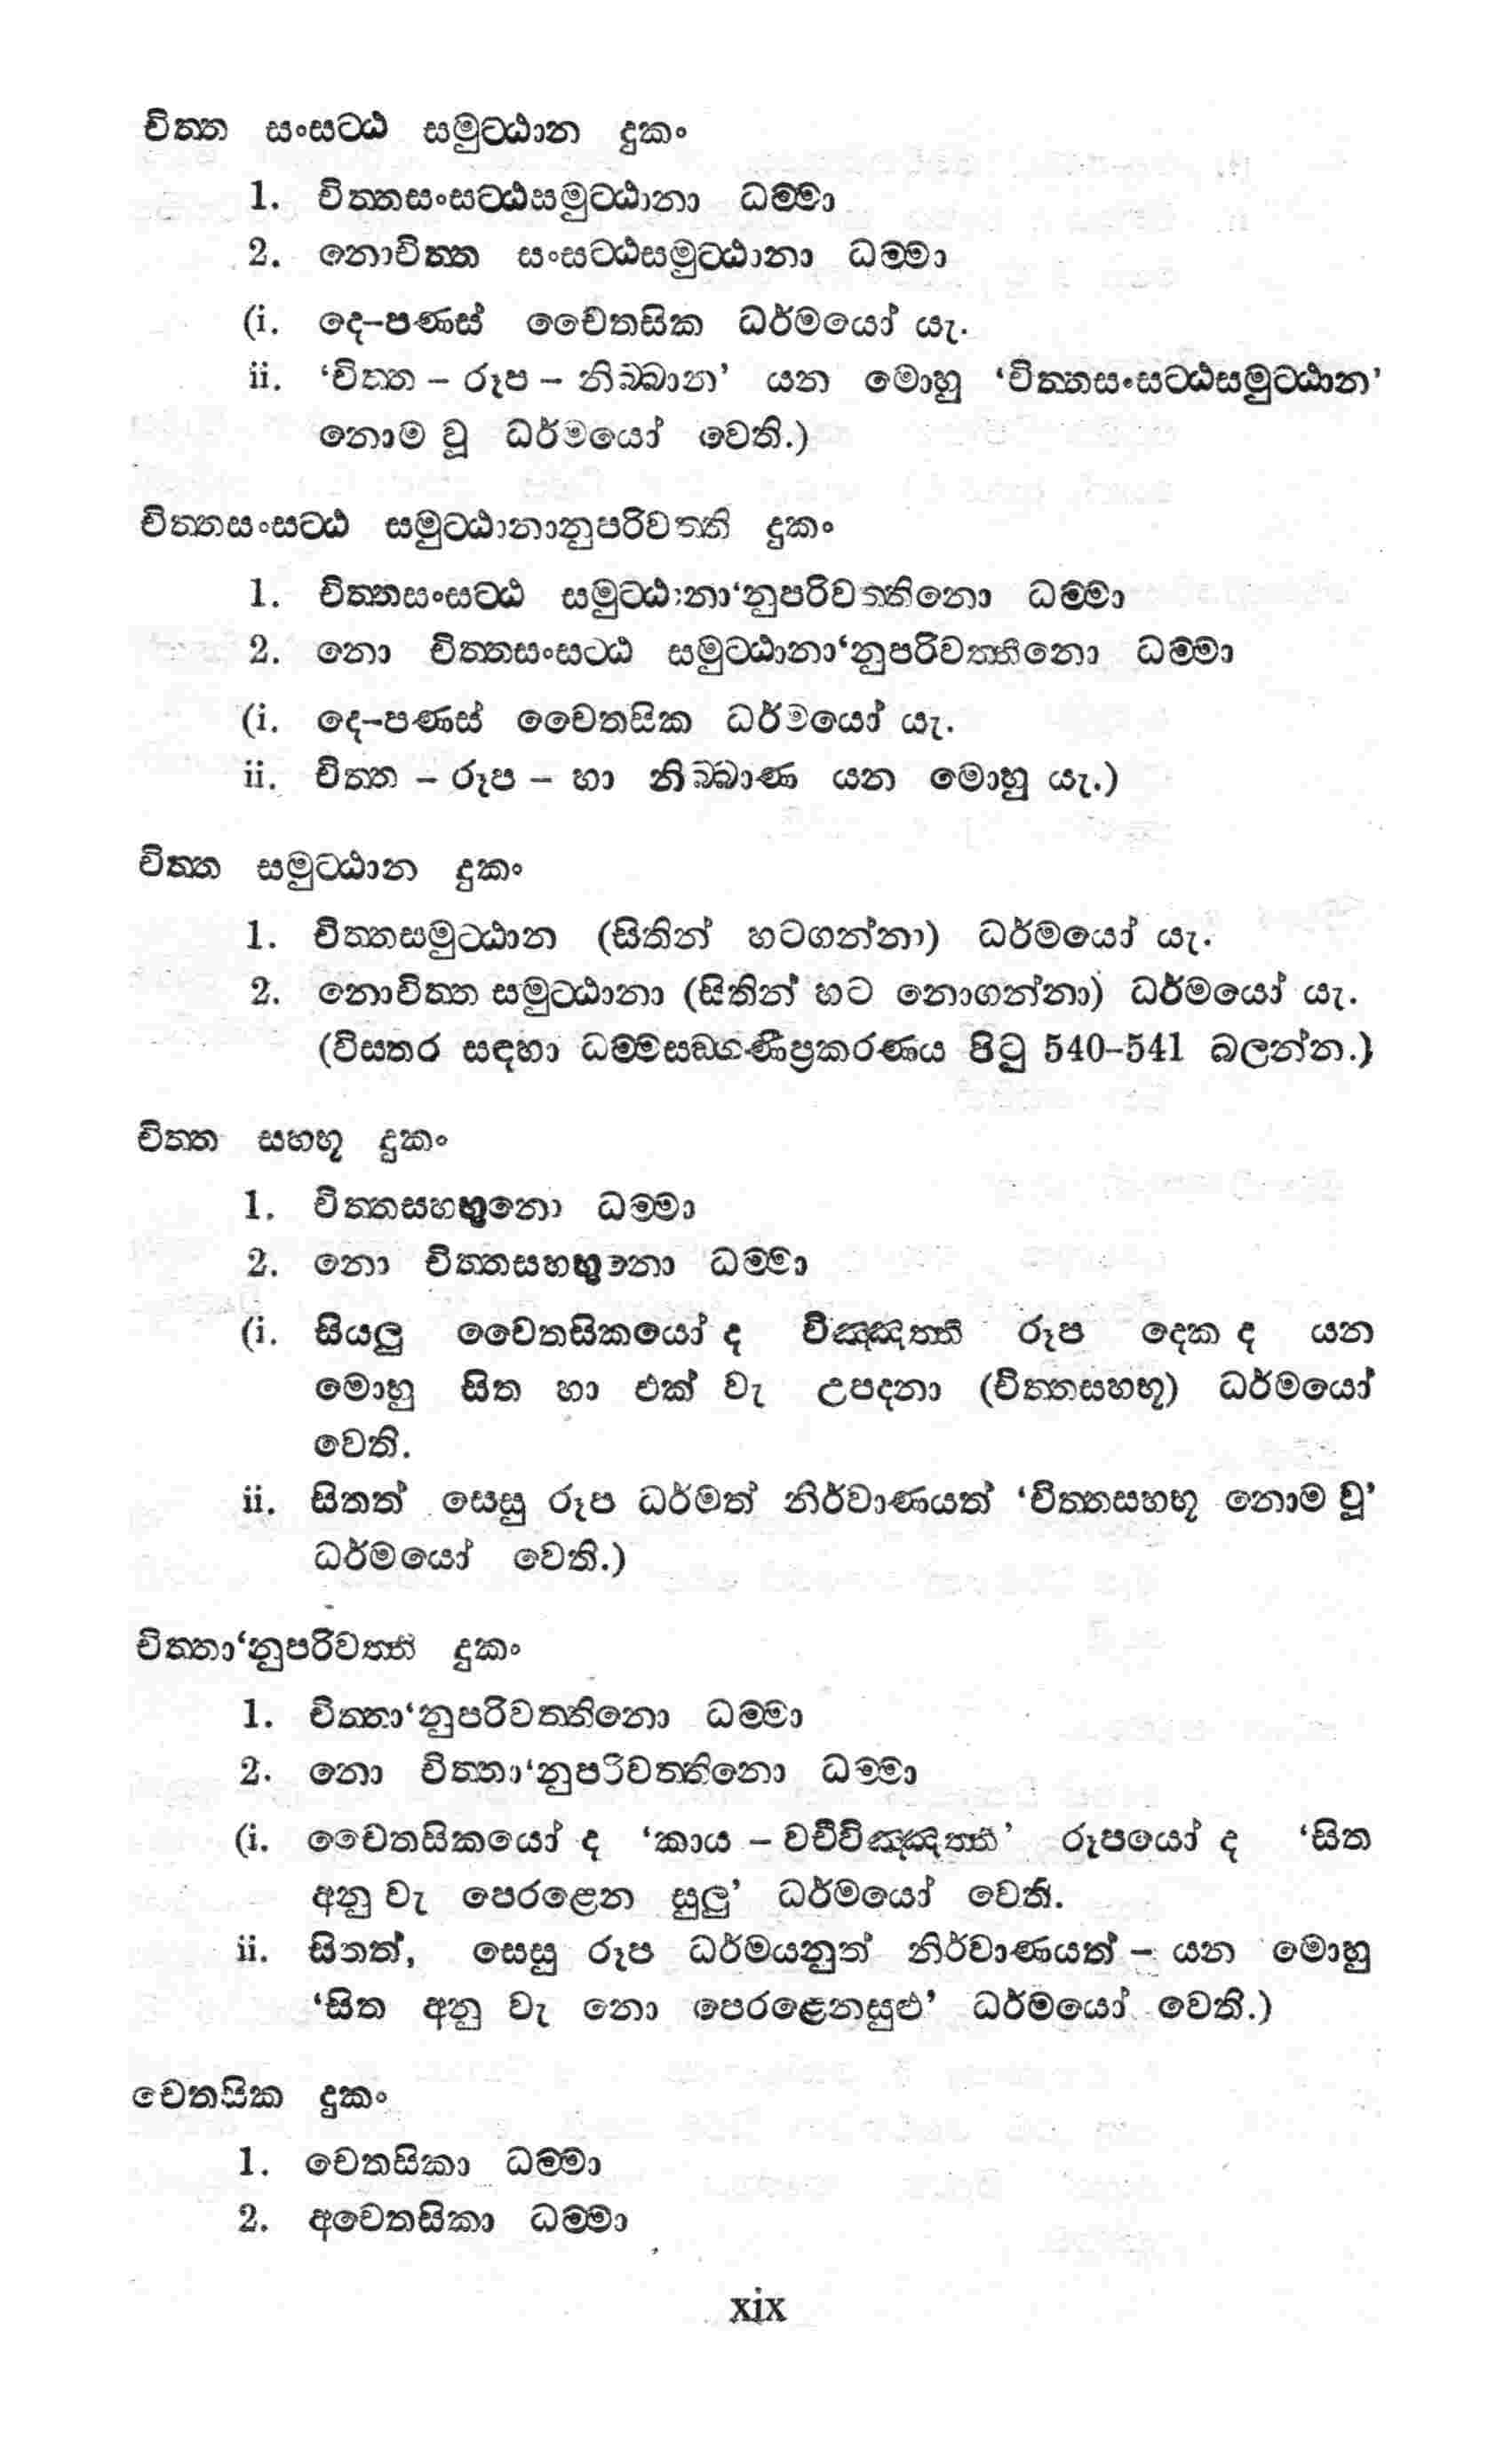 චිත්ත සංසට්ඨ සමුට්ඨාන දුකං
1. චිත්තසංසට්ඨසමුට්ඨානා ධම්මා
2. නොචිත්ත සංසට්ඨසමුට්ඨානා ධම්මා
(i. දෙ-පණස් චෛතසික ධර්මයෝ යැ.
ii. ‘චිත්ත – රූප – නිබ්බාන’ යන මොහු ‘චිත්තසංසට්ඨසමුට්ඨාන’
නොම වූ ධර්මයෝ වෙති.)
චිත්තසංසට්ඨ සමුට්ඨානානුපරිවත්ති දුකං
1. චිත්තසංසට්ඨ සමුට්ඨානා‘නුපරිවත්තිනො ධම්මා
2. නො චිත්තසංසට්ඨ සමුට්ඨානා‘නුපරිවත්තිනො ධම්මා
(i. දෙ-පණස් චෛතසික ධර්මයෝ යැ.
ii. චිත්ත – රූප – හා නිබ්බාණ යන මොහු යැ.)
චිත්ත සමුට්ඨාන දුකං
1. චිත්තසමුට්ඨාන (සිතින් හටගන්නා) ධර්මයෝ යැ.
2. නොචිත්ත සමුට්ඨානා (සිතින් හට නොගන්නා) ධර්මයෝ යැ.
(විසතර සඳහා ධම්මසඞ්ගණීප්‍රකරණය පිටු 540-541 බලන්න.)
චිත්ත සහභූ දුකං
1. චිත්තසහභුනො ධම්මා
2. නො චිත්තසහභුනො ධම්මා
(i. සියලු චෛතසිකයෝ ද විඤ්ඤත්ති රූප දෙක ද යන
මොහු සිත හා එක් වැ උපදනා (චිත්තසහභූ) ධර්මයෝ
වෙති.
ii. සිතත් සෙසු රූප ධර්මත් නිර්වාණයත් ‘චිත්තසහභූ නොම වූ’
ධර්මයෝ වෙති.)
චිත්තා‘නුපරිවත්ති දුකං
1. චිත්තා‘නුපරිවත්තිනො ධම්මා
2. නො චිත්තා‘නුපරිවත්තිනො ධම්මා
(i. චෛතසිකයෝ ද ‘කාය – වචීවිඤ්ඤත්ති’ රූපයෝ ද ‘සිත
අනු වැ පෙරළෙන සුලු’ ධර්මයෝ වෙති.
ii. සිතත්, සෙසු රූප ධර්මයනුත් නිර්වාණයත් – යන මොහු
‘සිත අනු වැ නො පෙරළෙනසුළු’ ධර්මයෝ වෙති.)
චෙතසික දුකං
1. චෙතසිකා ධම්මා
2. අචෙතසිකා ධම්මා
xix